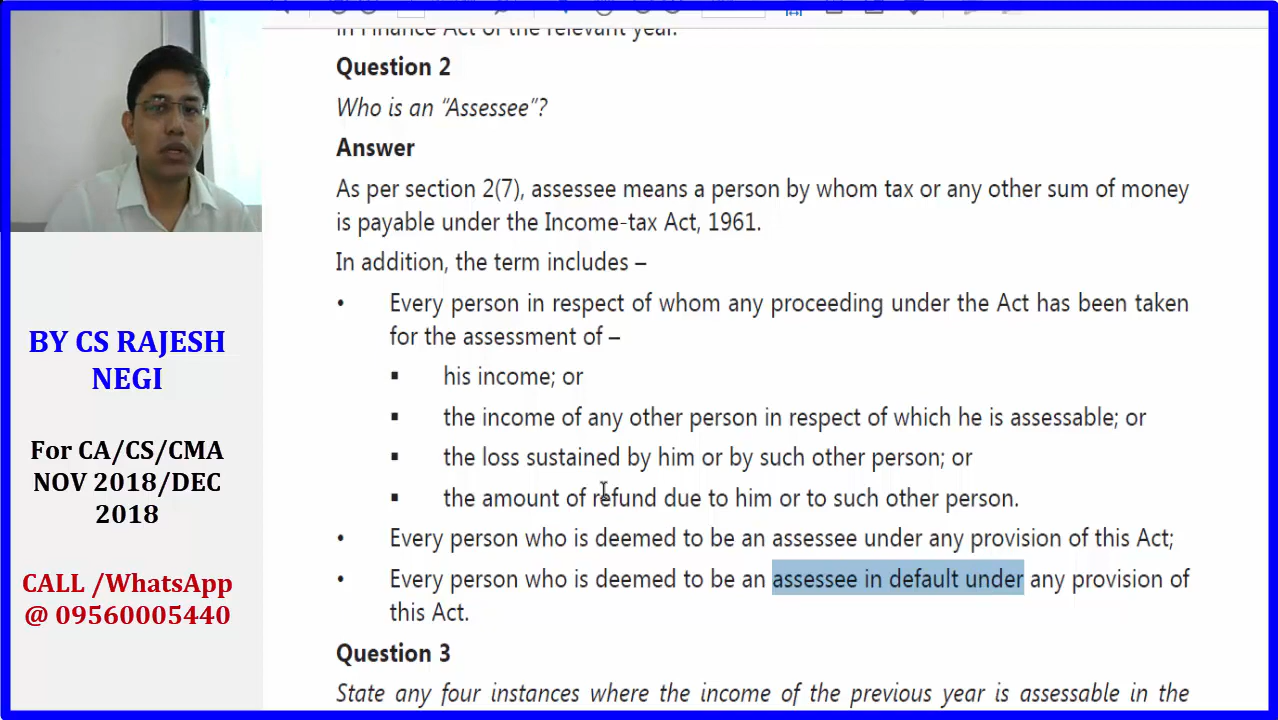 in Finance Act of the relevant year.
Question 2
Who is an “Assessee”?
Answer
As per section 2(7), assessee means a person by whom tax or any other sum of money
is payable under the Income-tax Act, 1961.
In addition, the term includes –
• Every person in respect of whom any proceeding under the Act has been taken
for the assessment of –
▪ his income; or
▪ the income of any other person in respect of which he is assessable; or
▪ the loss sustained by him or by such other person; or
▪ the amount of refund due to him or to such other person.
• Every person who is deemed to be an assessee under any provision of this Act;
• Every person who is deemed to be an assessee in default under any provision of
this Act.
Question 3
State any four instances where the income of the previous year is assessable in the
BY CS RAJESH
NEGI
For CA/CS/CMA
NOV 2018/DEC
2018
CALL /WhatsApp
@ 09560005440